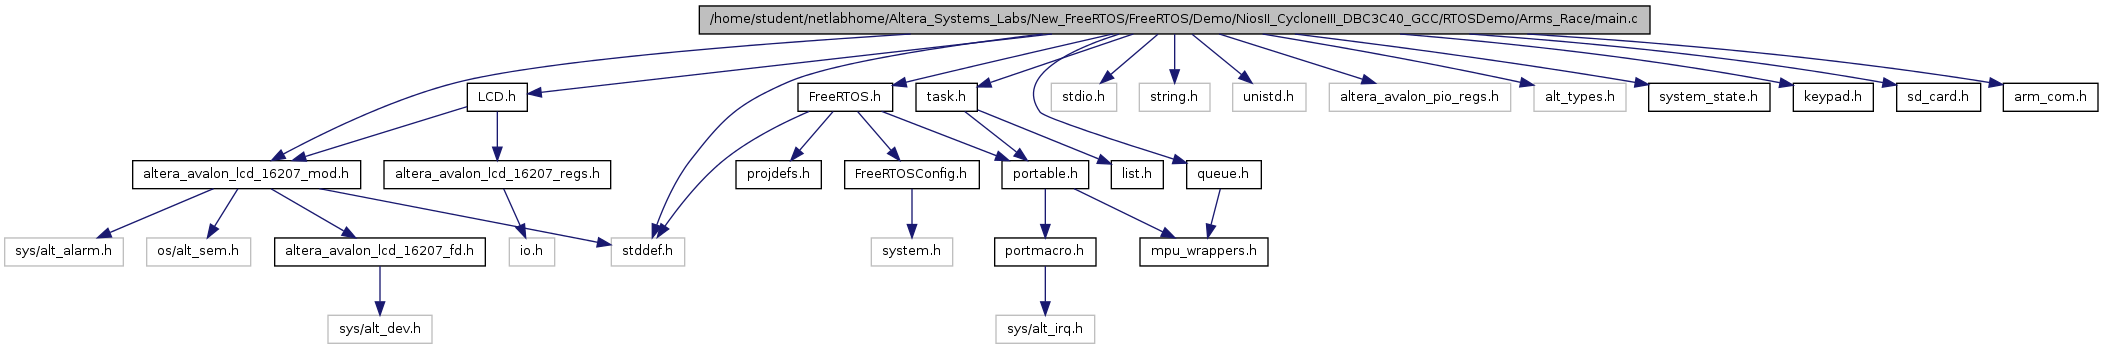 /home/student/netlabhome/Altera_Systems_Labs/New_FreeRTOS/FreeRTOS/Demo/NiosII_CycloneIII_DBC3C40_GCC/RTOSDemo/Arms_Race/main.c
LCD.h
FreeRTOS.h
task.h
stdio.h
string.h
unistd.h
altera_avalon_pio_regs.h
alt_types.h
system_state.h
keypad.h
sd_card.h
arm_com.h
altera_avalon_lcd_16207_mod.h
altera_avalon_lcd_16207_regs.h
projdefs.h
FreeRTOSConfig.h
portable.h
list.h
queue.h
sys/alt_alarm.h
os/alt_sem.h
altera_avalon_lcd_16207_fd.h
io.h
stddef.h
system.h
portmacro.h
mpu_wrappers.h
sys/alt_dev.h
sys/alt_irq.h